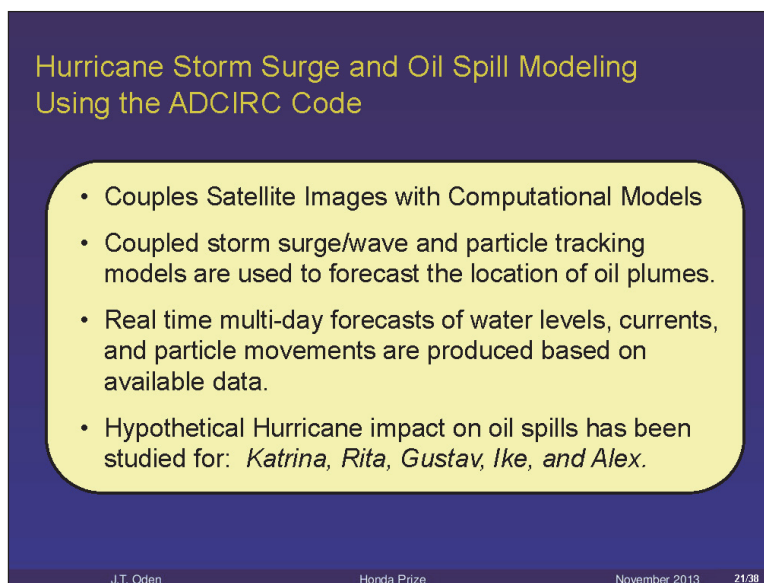 Hurricane Storm Surge and Oil Spill Modeling
Using the ADCIRC Code
• Couples Satellite Images with Computational Models
• Coupled storm surge/wave and particle tracking
models are used to forecast the location of oil plumes.
• Real time multi-day forecasts of water levels, currents,
and particle movements are produced based on
available data.
• Hypothetical Hurricane impact on oil spills has been
studied for: Katrina, Rita, Gustav, Ike, and Alex.
J.T. Oden Honda Prize November 2013 21/38